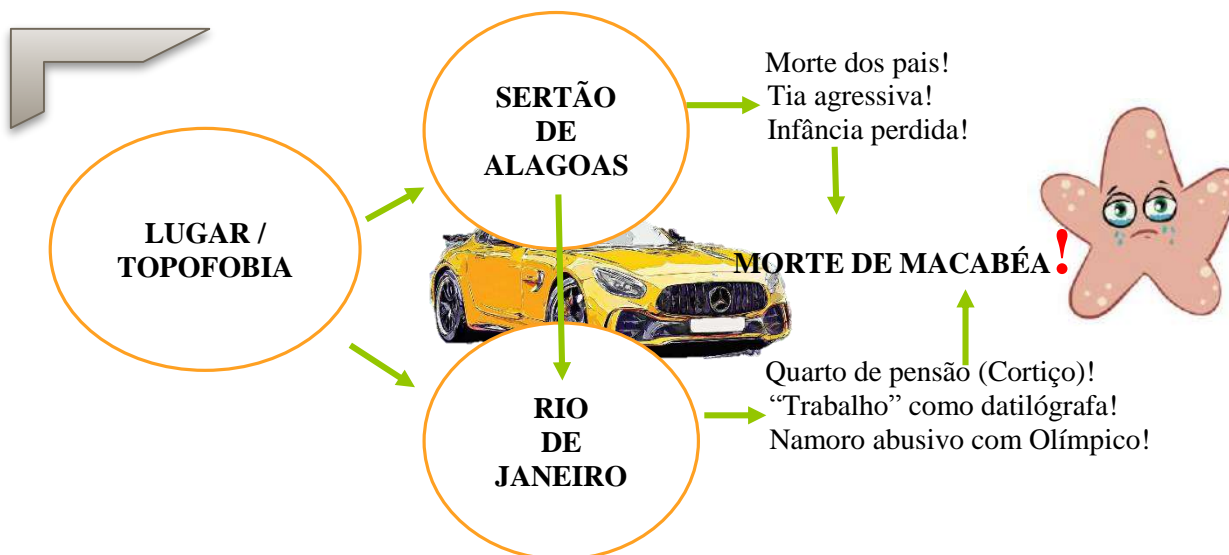 LUGAR /
TOPOFOBIA
SERTÃO
DE
ALAGOAS
Morte dos pais!
Tia agressiva!
Infância perdida!
MORTE DE MACABÉA!
RIO
DE
JANEIRO
Quarto de pensão (Cortiço)!
“Trabalho” como datilógrafa!
Namoro abusivo com Olímpico!